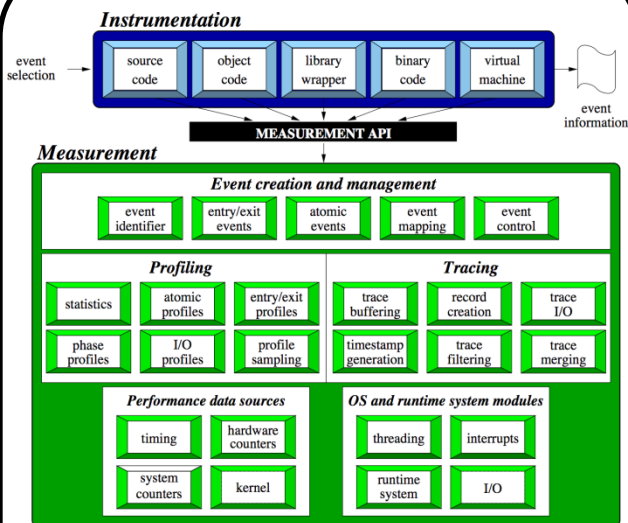 Instrumentation
event
selection
source
code
object
code
library
wrapper
binary
code
virtual
machine
event
information
MEASUREMENT API
Measurement
Event creation and management
event
identifier
entry/exit
events
atomic
events
event
mapping
event
control
Profiling
statistics
atomic
profiles
entry/exit
profiles
phase
profiles
I/O
profiles
profile
sampling
Tracing
trace
buffering
record
creation
trace
I/O
timestamp
generation
trace
filtering
trace
merging
Performance data sources
timing
hardware
counters
system
counters
kernel
OS and runtime system modules
threading
interrupts
runtime
system
I/O